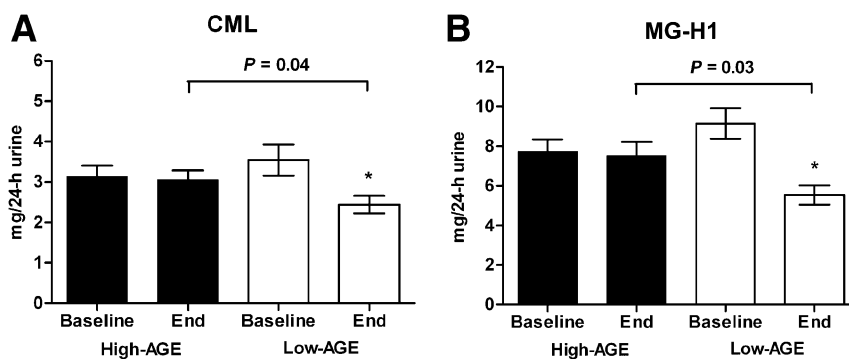 A
CML
P = 0.04
6
5
4
3
2
1
0
mg/24-h urine
*
Baseline End Baseline End
High-AGE Low-AGE
B
MG-H1
P = 0.03
12
10
8
6
4
2
0
mg/24-h urine
*
Baseline End Baseline End
High-AGE Low-AGE